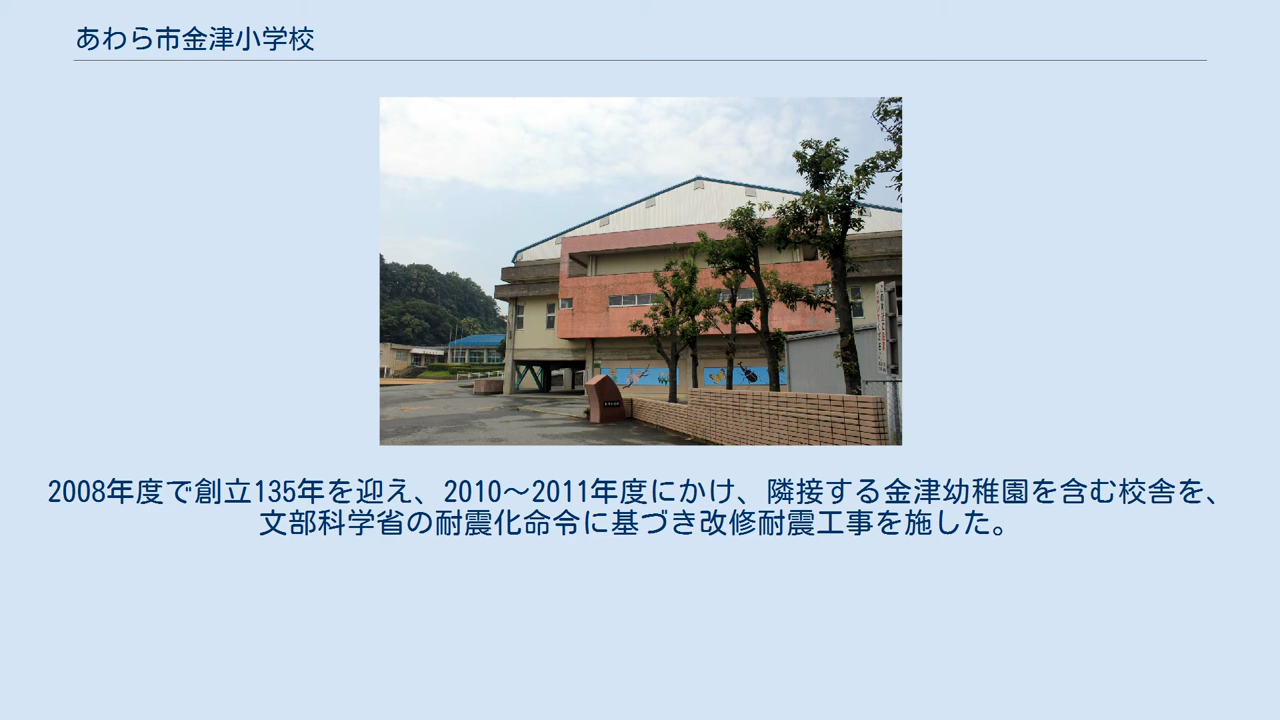 あわら市金津小学校
2008年度で創立135年を迎え、2010～2011年度にかけ、隣接する金津幼稚園を含む校舎を、
文部科学省の耐震化命令に基づき改修耐震工事を施した。